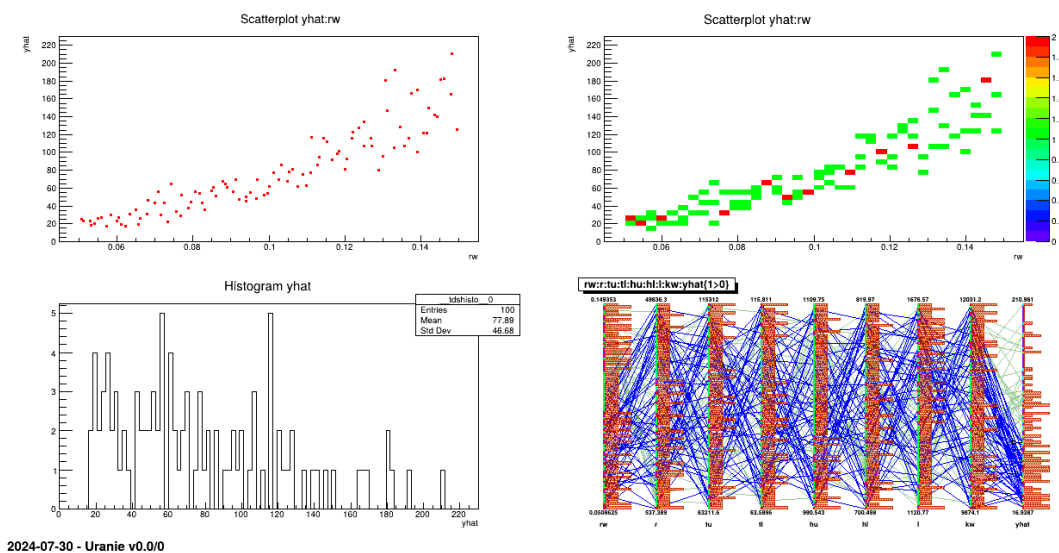 Scatterplot yhat:rw
yhat
220
200
180
160
140
120
100
80
60
40
20
0
0.06
0.08
0.1
0.12
0.14
rw
Scatterplot yhat:rw
yhat
220
200
180
160
140
120
100
80
60
40
20
0
0.06
0.08
0.1
0.12
0.14
rw
2
0
Histogram yhat
__tdshisto__0
Entries 100
Mean 77.89
Std Dev 46.68
5
4
3
2
1
0
0 20 40 60 80 100 120 140 160 180 200 220
yhat
rw:r:tu:tl:hu:hl:l:kw:yhat{1>0}
0.149353 49836.3 115312 115.811 1109.75 819.97 1676.57 12031.2 210.961
0.0508625 537.389 63211.6 63.5896 990.543 700.498 1120.77 9874.1 16.9387
rw r tu tl hu hl l kw yhat
2024-07-30 - Uranie v0.0/0